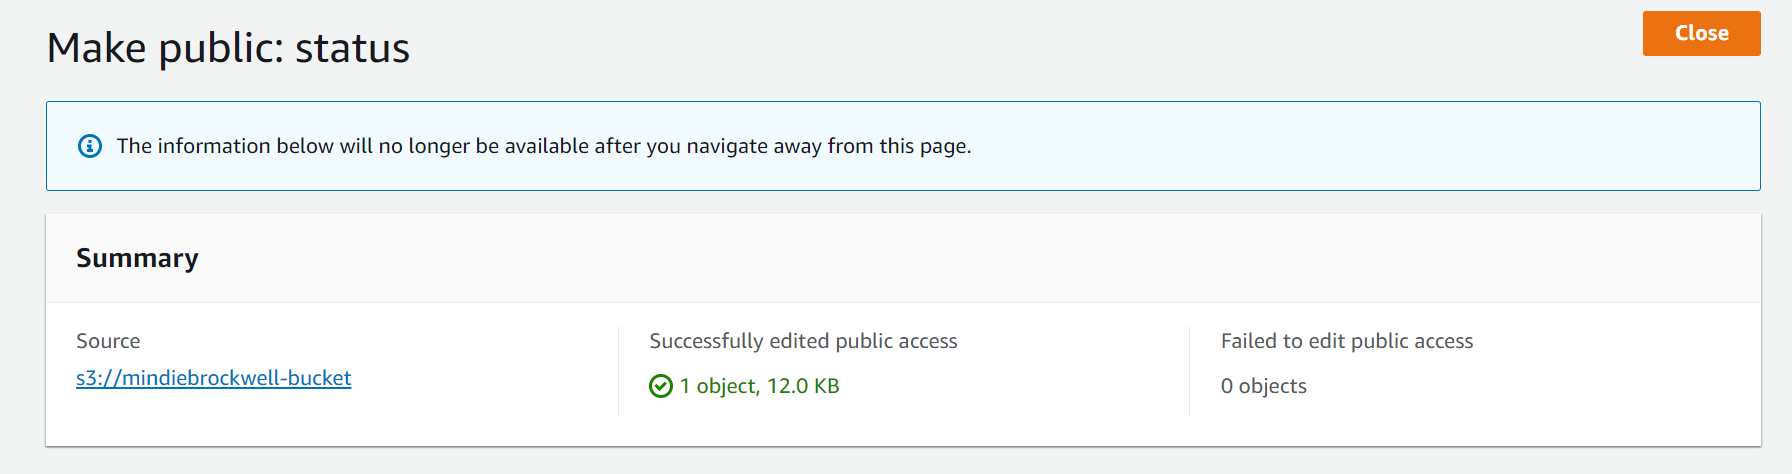 Make public: status
Close
The information below will no longer be available after you navigate away from this page.
Summary
Source
s3://mindiebrockwell-bucket
Successfully edited public access
1 object, 12.0 KB
Failed to edit public access
0 objects